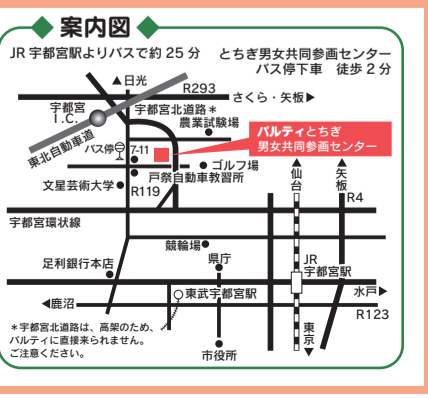 ◆ 案内図 ◆
JR 宇都宮駅よりバスで約 25 分　とちぎ男女共同参画センター
バス停下車　徒歩 2 分
▲日光
R293
さくら・矢板▶
宇都宮
I.C.
宇都宮北道路＊
農業試験場
東北自動車道
バス停
7-11
パルティとちぎ
男女共同参画センター
ゴルフ場
戸祭自動車教習所
文星芸術大学
R119
仙台
矢板
R4
宇都宮環状線
競輪場
県庁
足利銀行本店
JR
宇都宮駅
東武宇都宮駅
水戸▶
◀鹿沼
R123
＊宇都宮北道路は、高架のため、
パルティに直接来られません。
ご注意ください。
市役所
東京